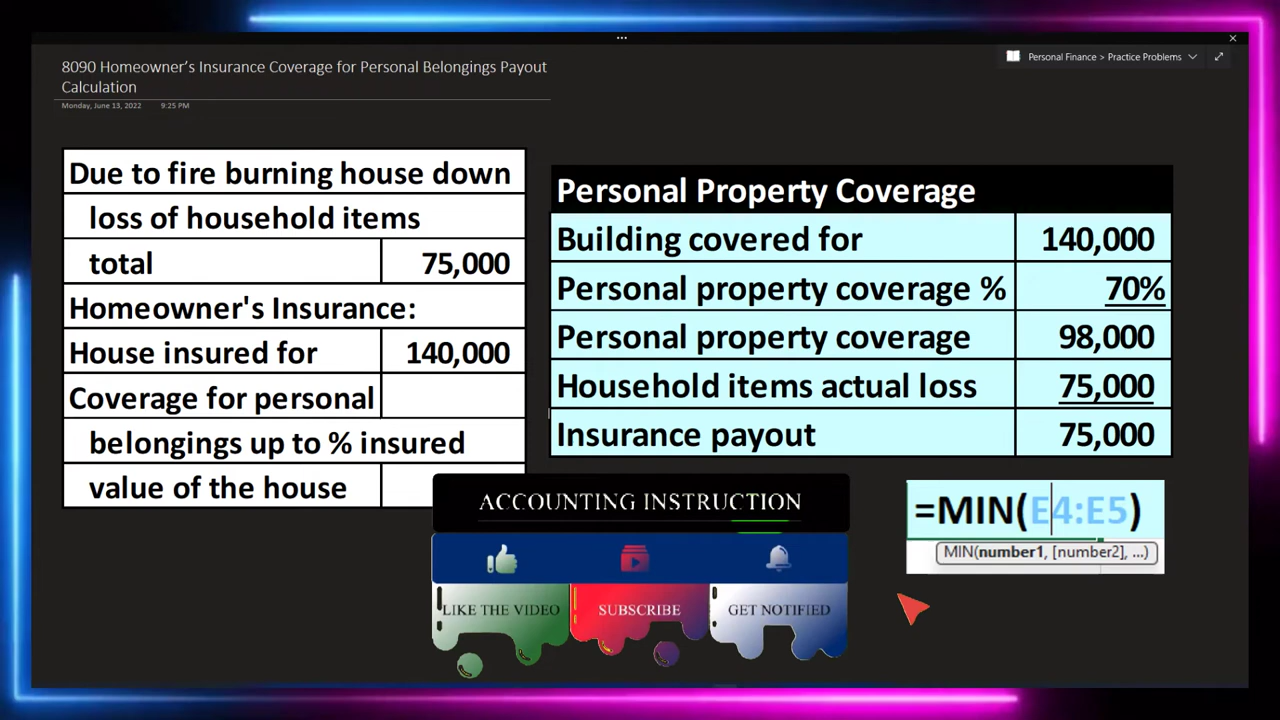 8090 Homeowner's Insurance Coverage for Personal Belongings Payout
Calculation
Monday, June 13, 2022 9:25 PM
Personal Finance > Practice Problems
Due to fire burning house down
loss of household items
total 75,000
Homeowner's Insurance:
House insured for 140,000
Coverage for personal
belongings up to % insured
value of the house
Personal Property Coverage
Building covered for 140,000
Personal property coverage % 70%
Personal property coverage 98,000
Household items actual loss 75,000
Insurance payout 75,000
=MIN(E4:E5)
MIN(number1, [number2], ...)
ACCOUNTING INSTRUCTION
LIKE THE VIDEO
SUBSCRIBE
GET NOTIFIED